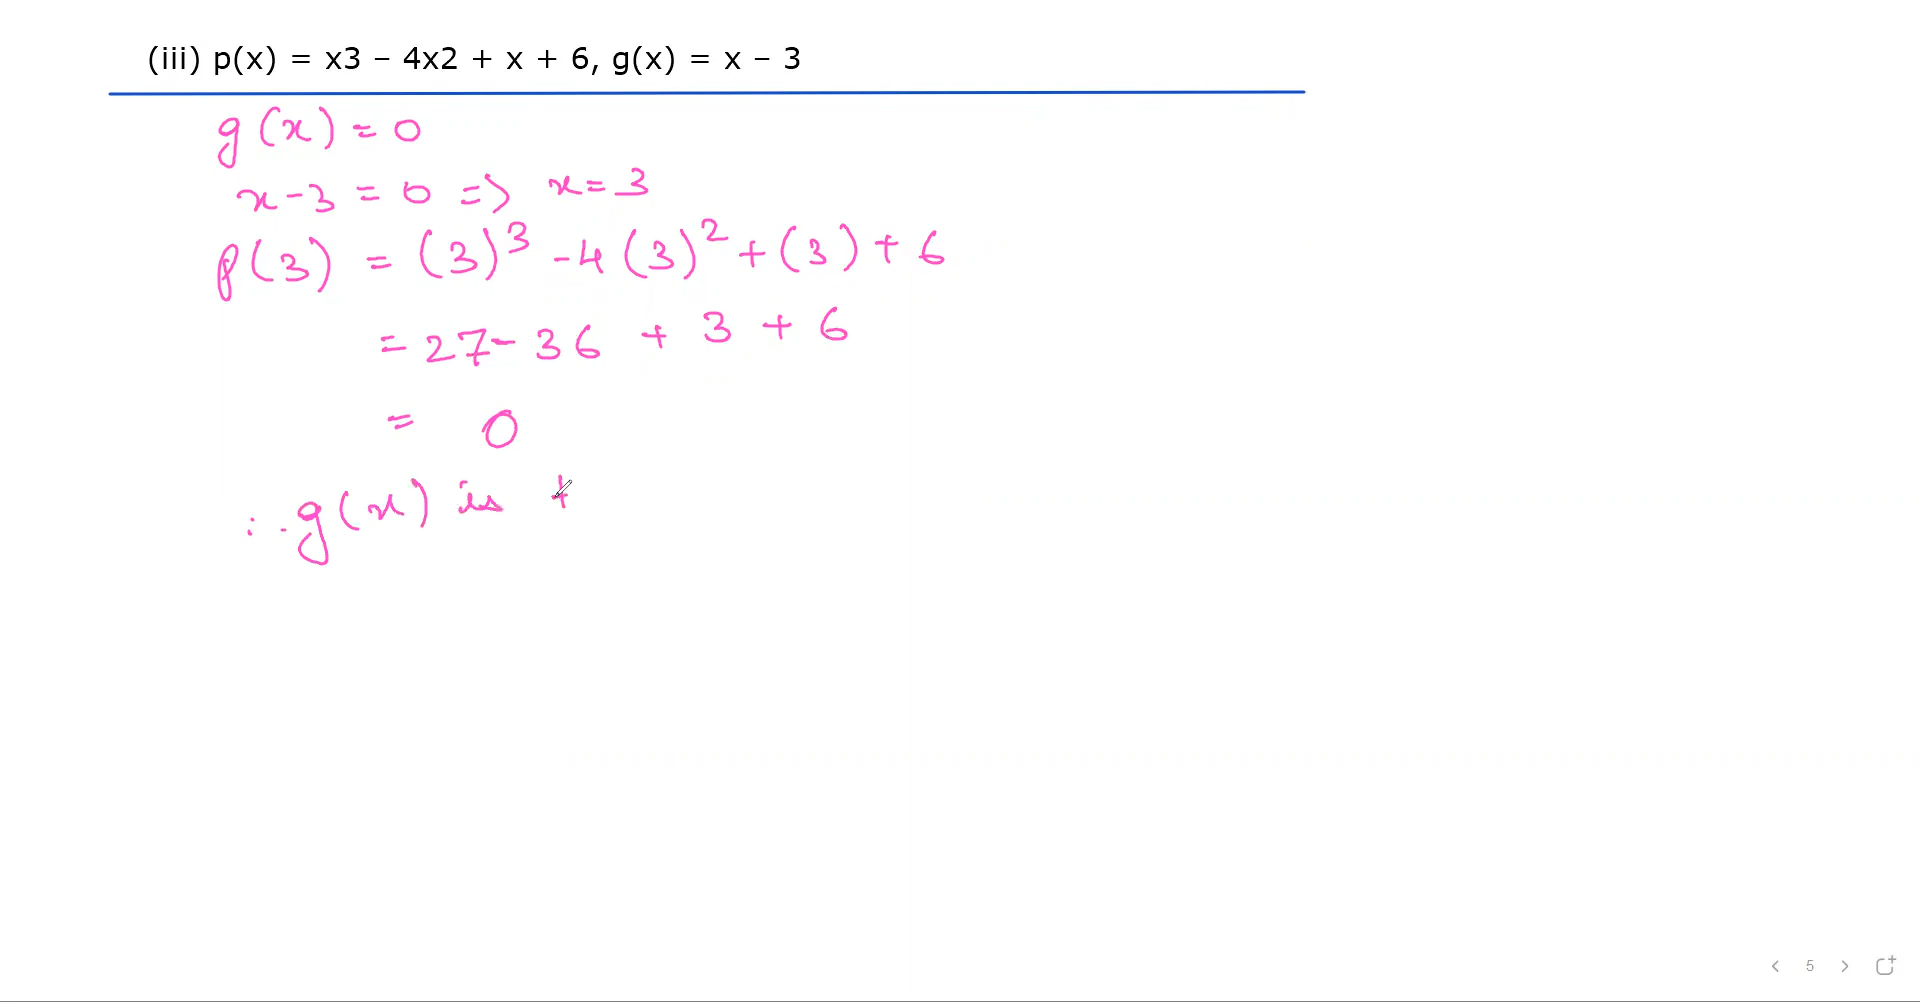 (iii) p(x) = x3 – 4x2 + x + 6, g(x) = x – 3
g(x) = 0
x - 3 = 0 => x = 3
p(3) = (3)³ - 4(3)² + (3) + 6
= 27 - 36 + 3 + 6
= 0
∴ g(x) is
5